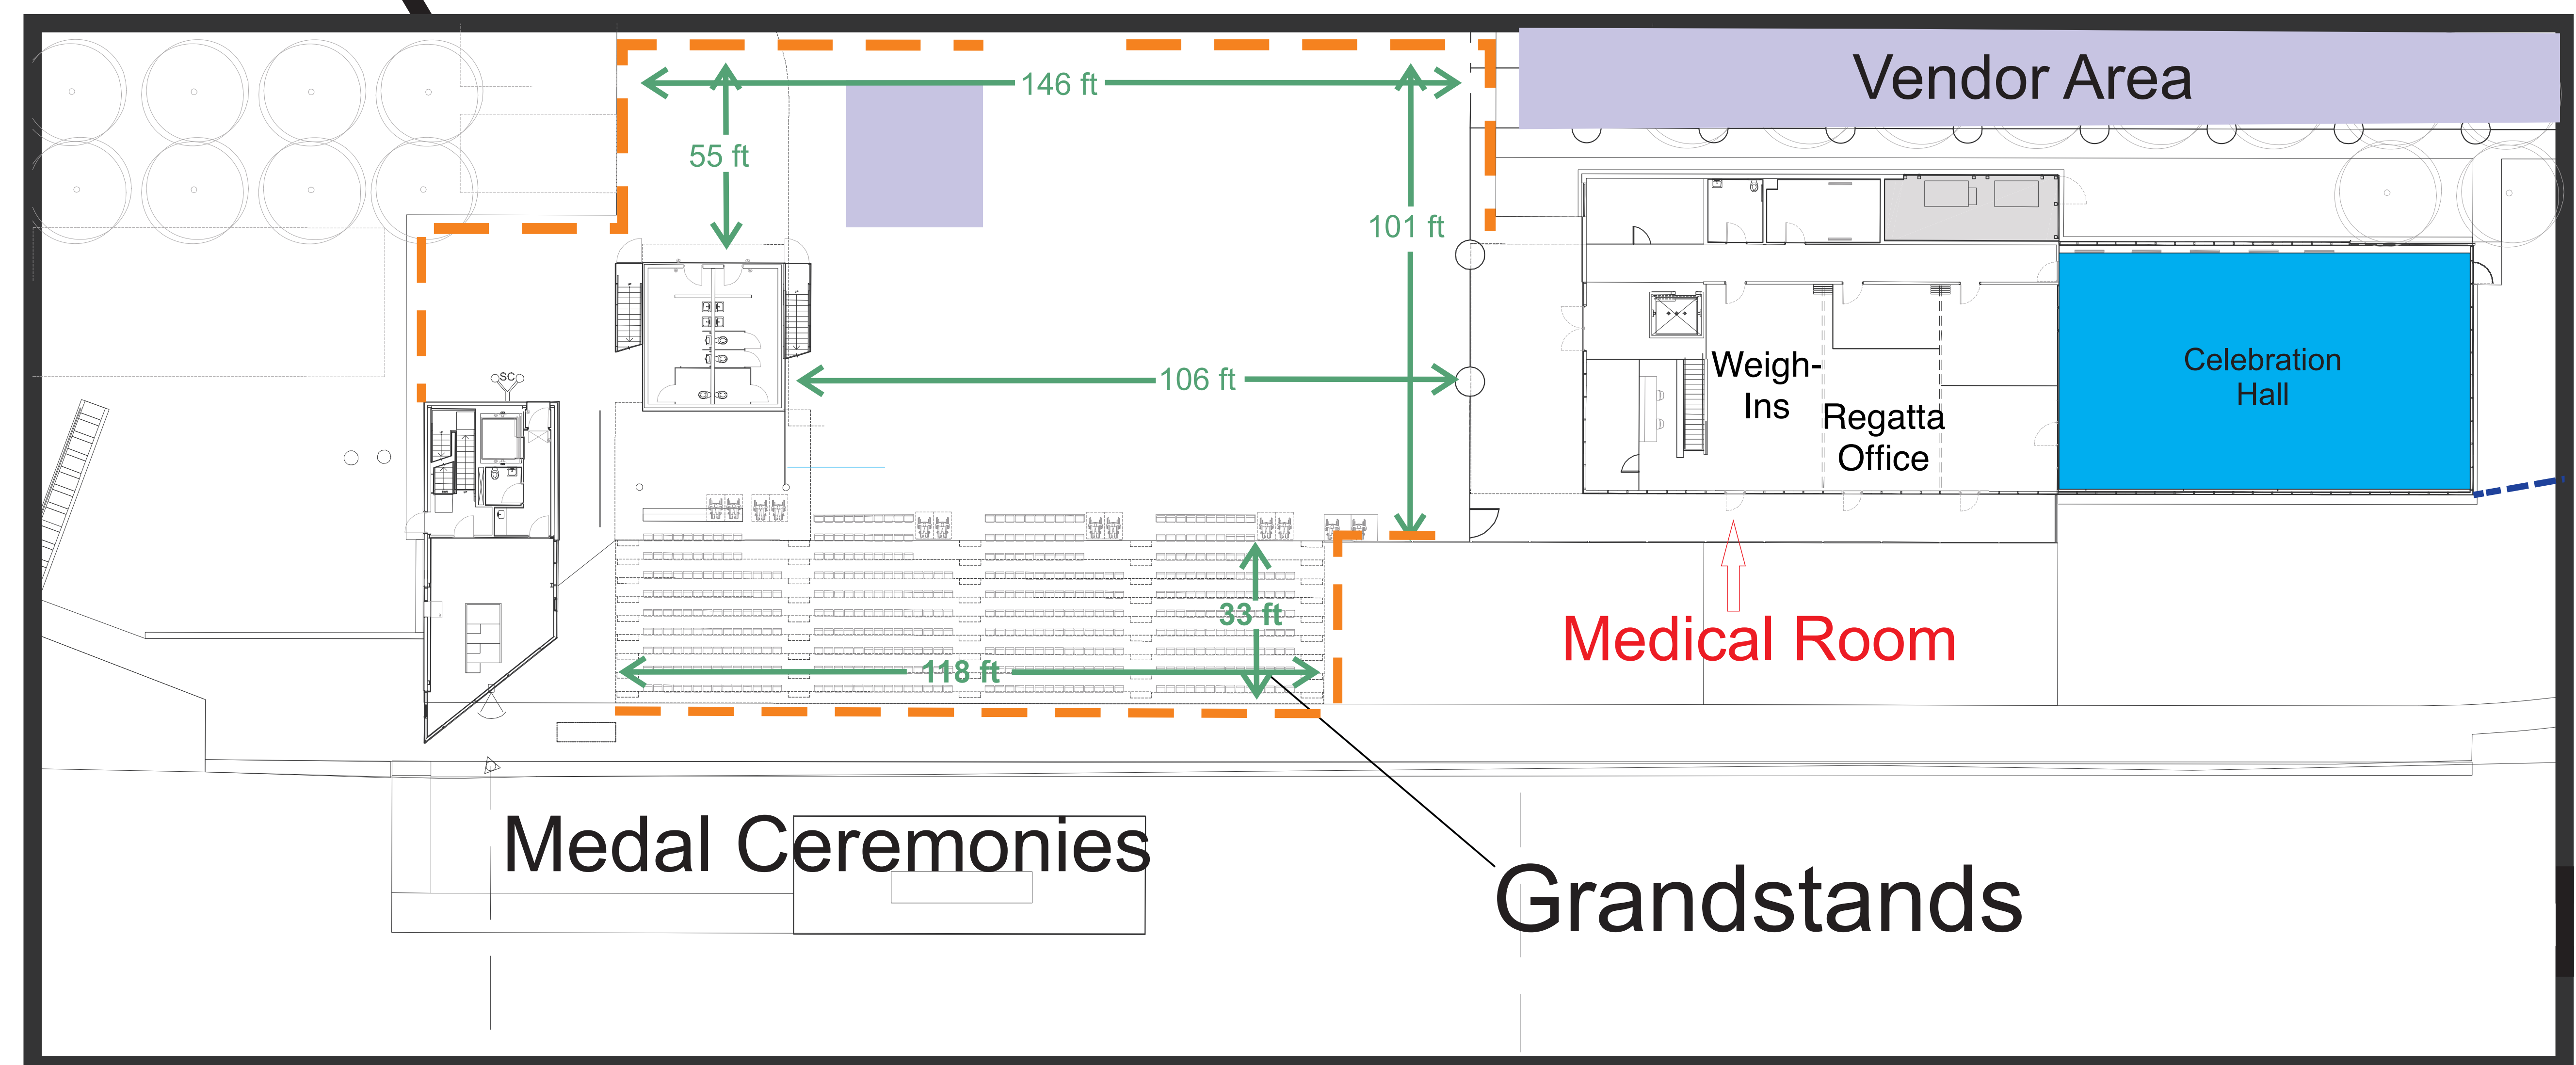 Vendor Area
146 ft
55 ft
101 ft
106 ft
SC
Weigh-
Ins
Regatta
Office
Celebration
Hall
33 ft
118 ft
Medical Room
Medal Ceremonies
Grandstands